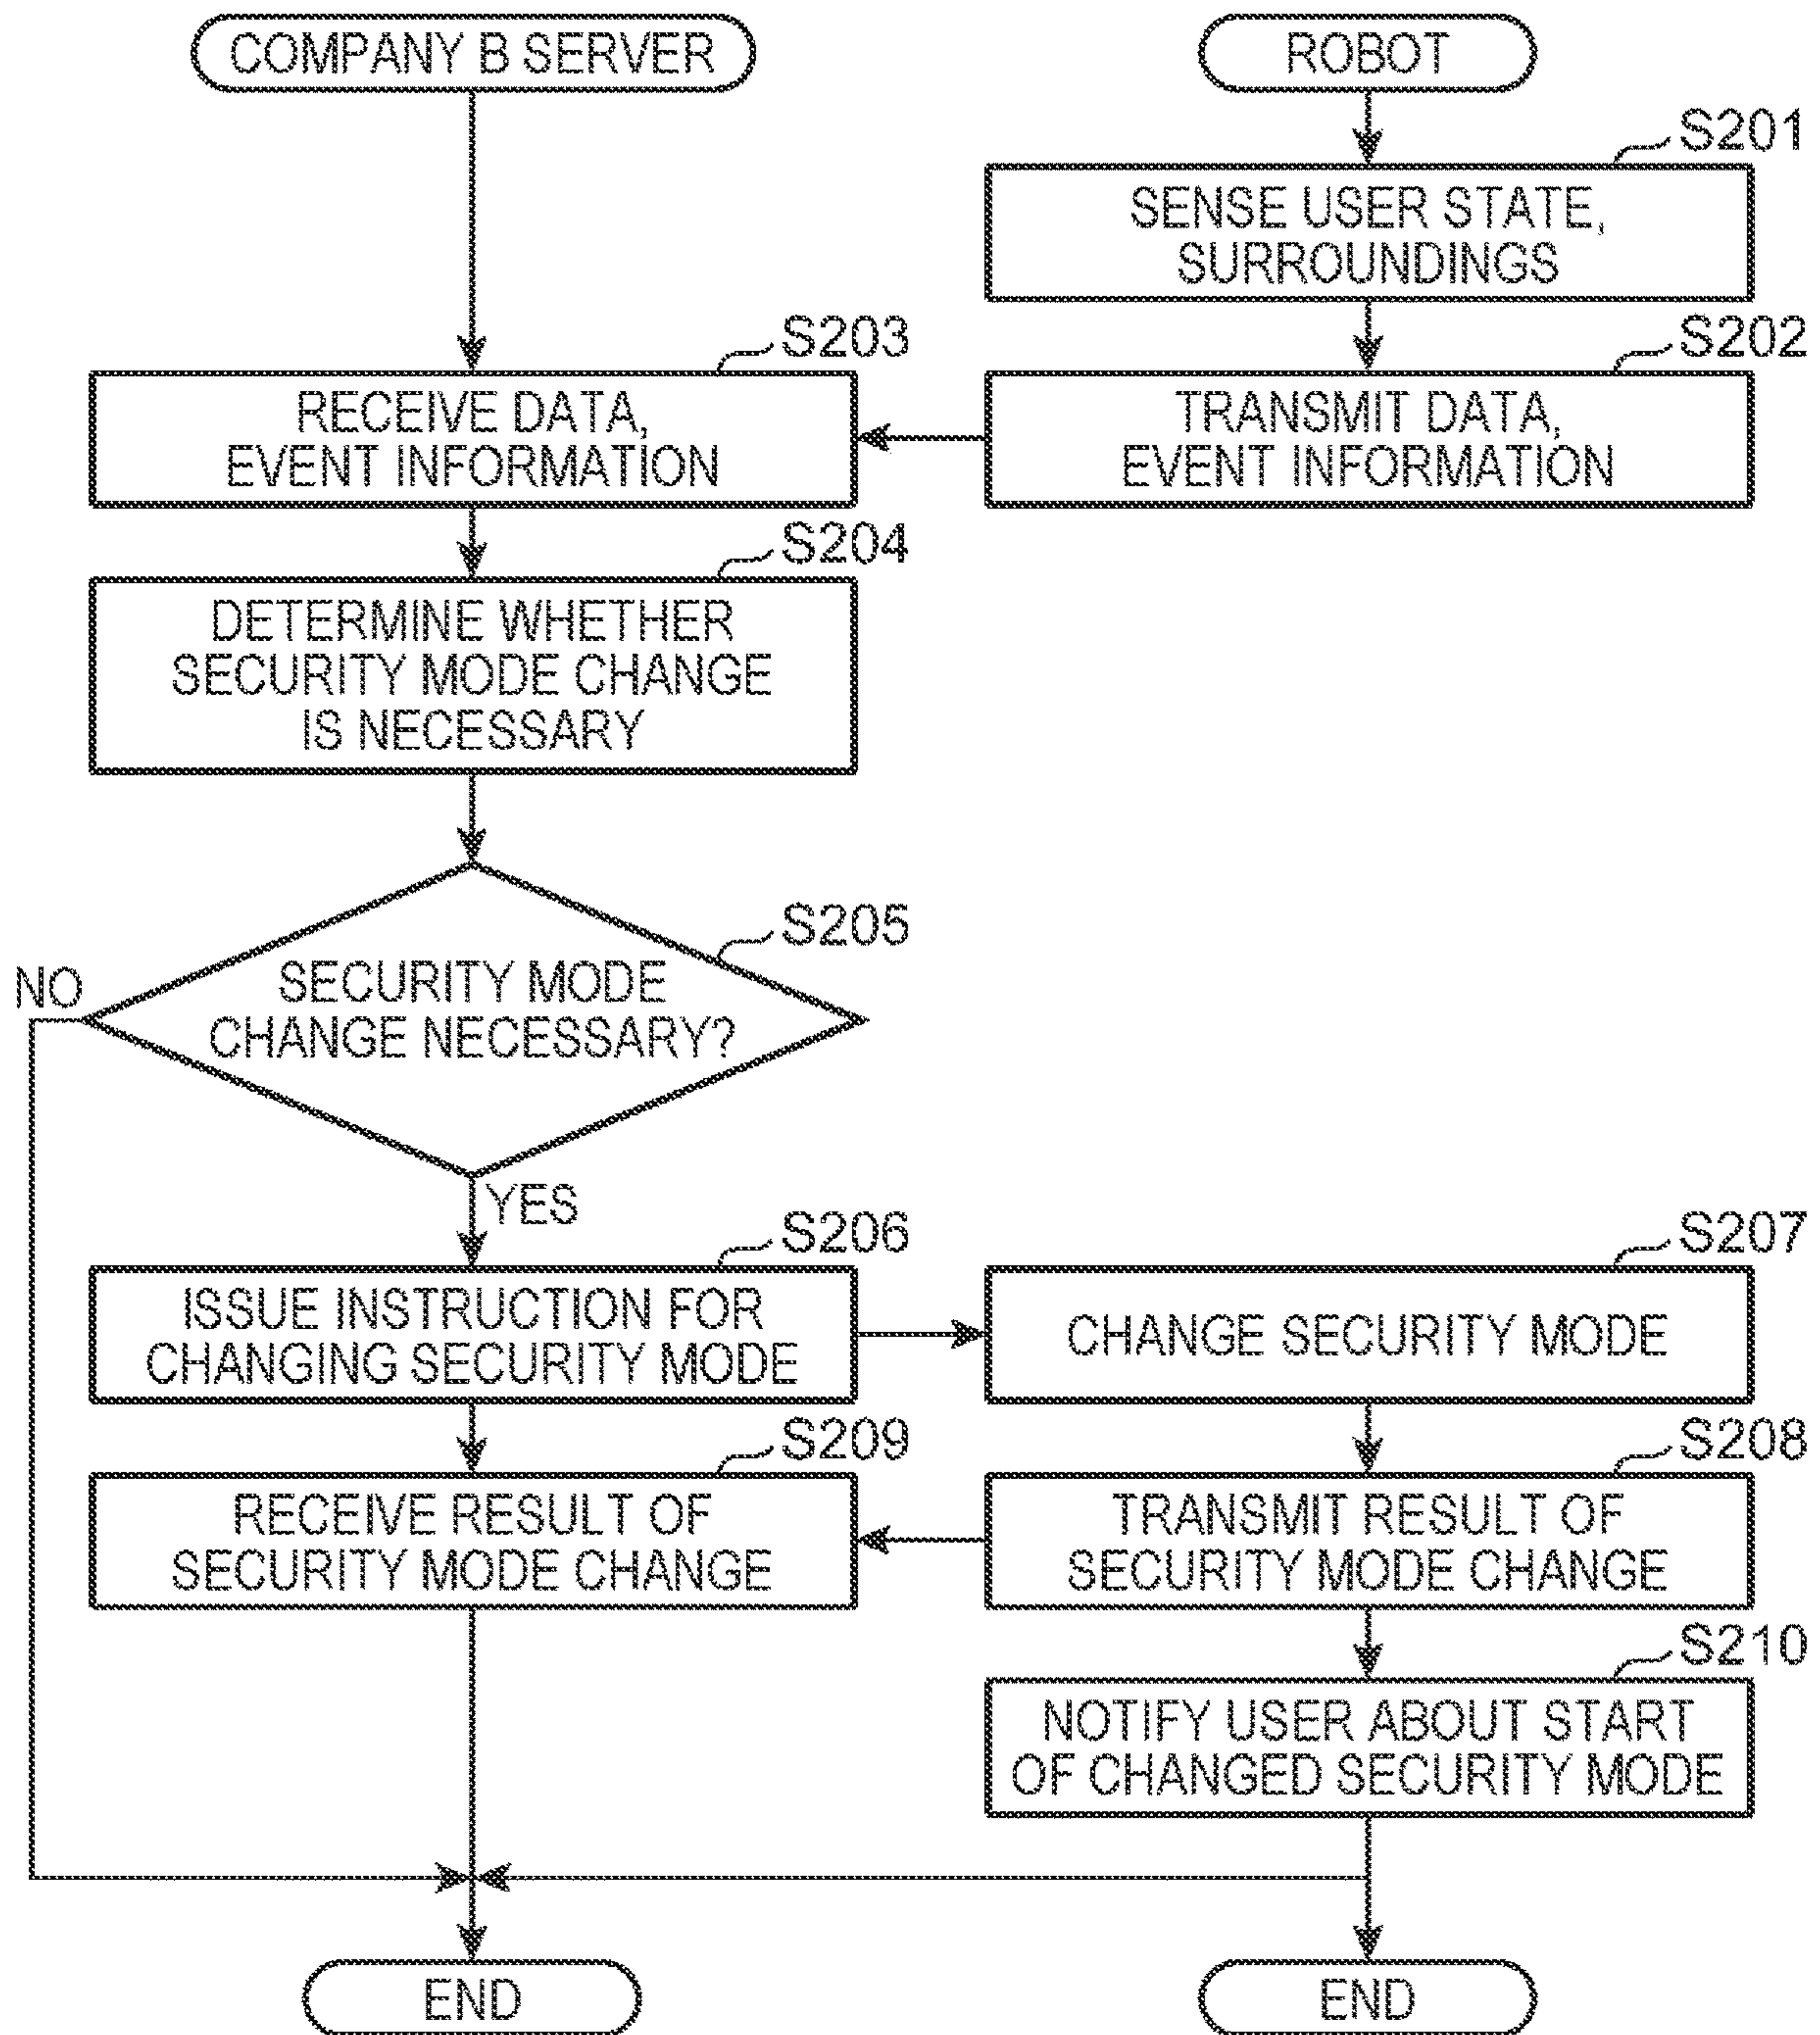 COMPANY B SERVER
ROBOT
S201
SENSE USER STATE,
SURROUNDINGS
S203
S202
RECEIVE DATA,
EVENT INFORMATION
TRANSMIT DATA,
EVENT INFORMATION
S204
DETERMINE WHETHER
SECURITY MODE CHANGE
IS NECESSARY
S205
NO
SECURITY MODE
CHANGE NECESSARY?
YES
S206
S207
ISSUE INSTRUCTION FOR
CHANGING SECURITY MODE
CHANGE SECURITY MODE
S209
S208
RECEIVE RESULT OF
SECURITY MODE CHANGE
TRANSMIT RESULT OF
SECURITY MODE CHANGE
S210
NOTIFY USER ABOUT START
OF CHANGED SECURITY MODE
END
END